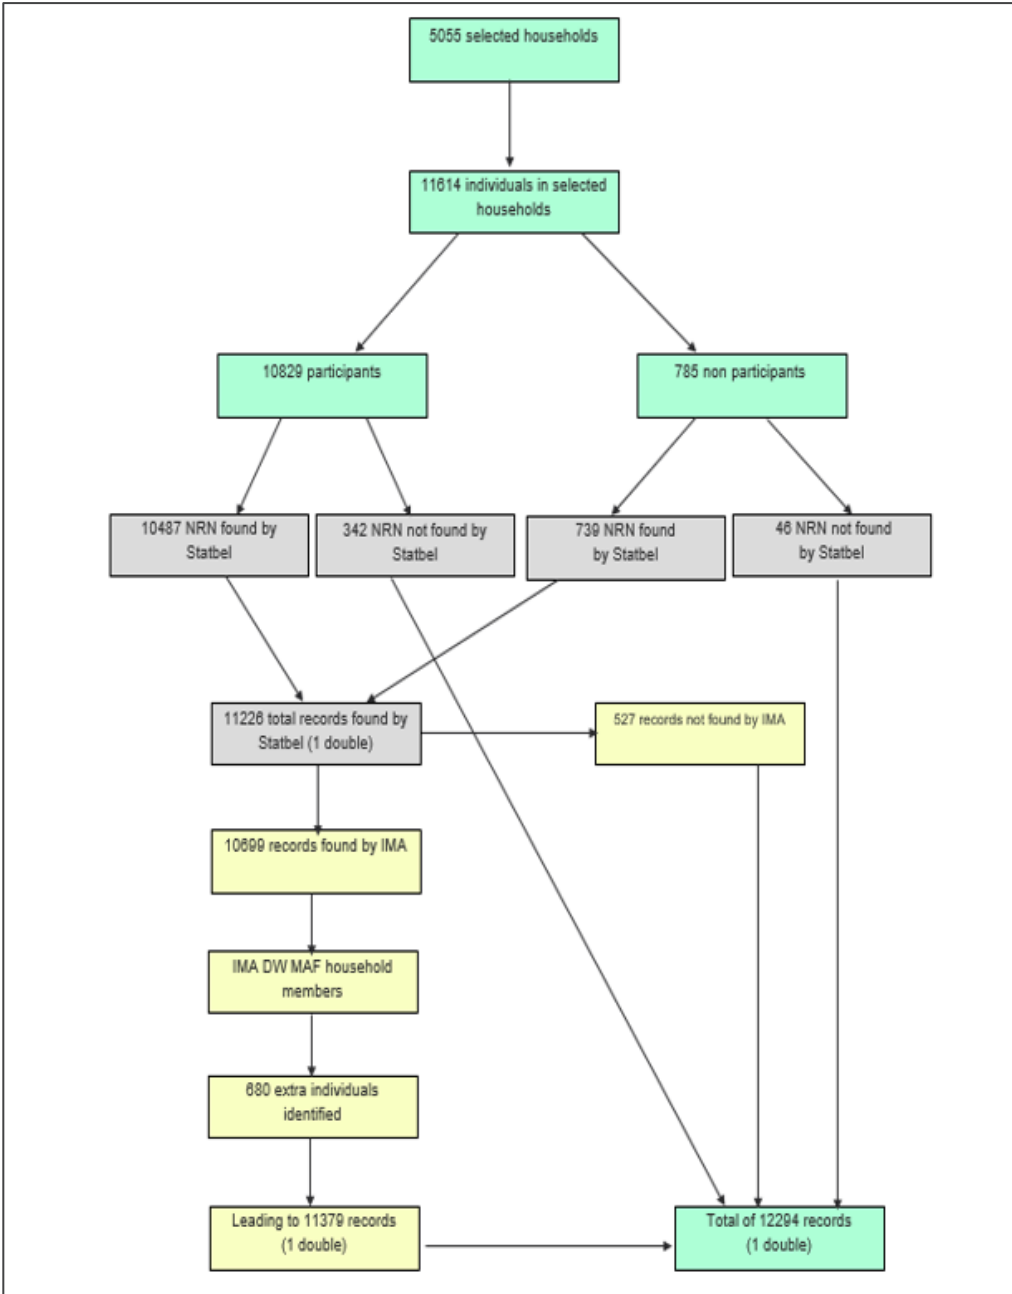 5055 selected households
11614 individuals in selected
households
10829 participants
785 non participants
10487 NRN found by
Statbel
342 NRN not found by
Statbel
739 NRN found
by Statbel
46 NRN not found
by Statbel
11226 total records found by
Statbel (1 double)
527 records not found by IMA
10699 records found by IMA
IMA DW MAF household
members
680 extra individuals
identified
Leading to 11379 records
(1 double)
Total of 12294 records
(1 double)